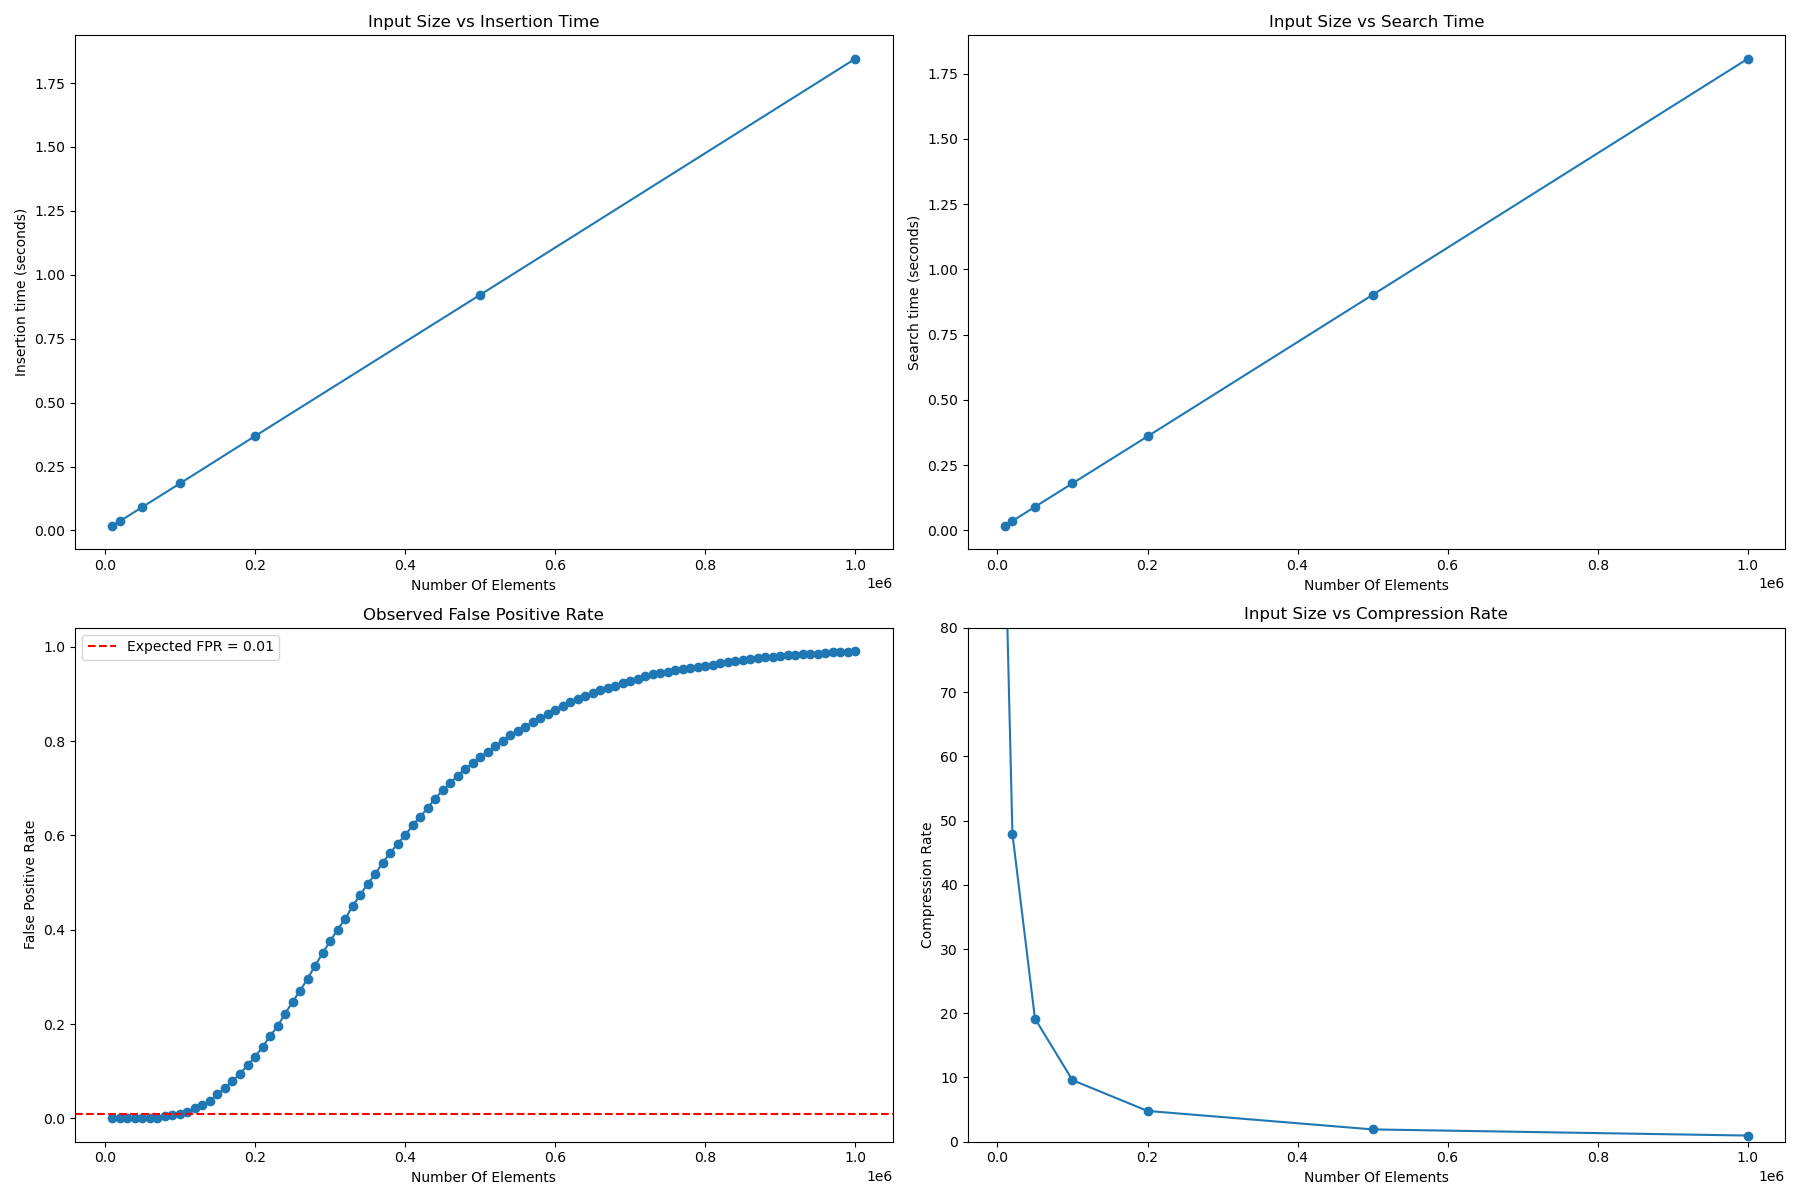 Input Size vs Insertion Time
Insertion time (seconds)
1.75
1.50
1.25
1.00
0.75
0.50
0.25
0.00
0.0 0.2 0.4 0.6 0.8 1.0
1e6
Number Of Elements
Input Size vs Search Time
Search time (seconds)
1.75
1.50
1.25
1.00
0.75
0.50
0.25
0.00
0.0 0.2 0.4 0.6 0.8 1.0
1e6
Number Of Elements
Observed False Positive Rate
Expected FPR = 0.01
False Positive Rate
1.0
0.8
0.6
0.4
0.2
0.0
0.0 0.2 0.4 0.6 0.8 1.0
1e6
Number Of Elements
Input Size vs Compression Rate
Compression Rate
80
70
60
50
40
30
20
10
0
0.0 0.2 0.4 0.6 0.8 1.0
1e6
Number Of Elements